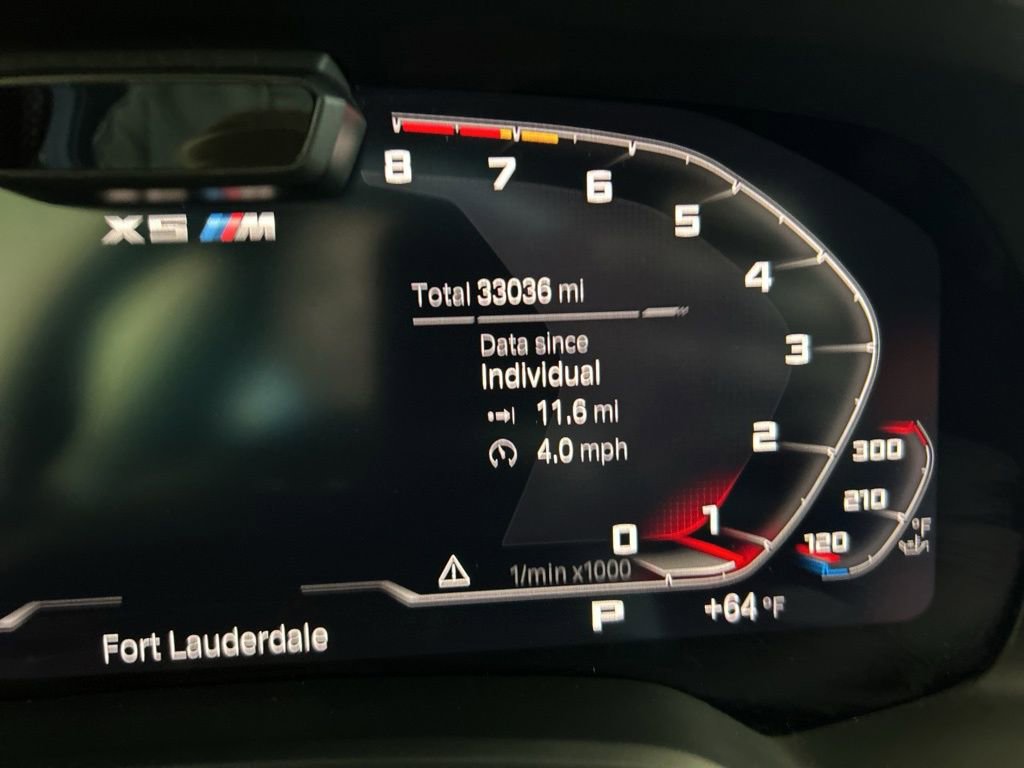 8
7
6
5
4
3
2
1
0
X5 M
Total 33036 mi
Data since
Individual
11.6 mi
4.0 mph
300
210
120
°F
1/min x1000
P
+64 °F
Fort Lauderdale